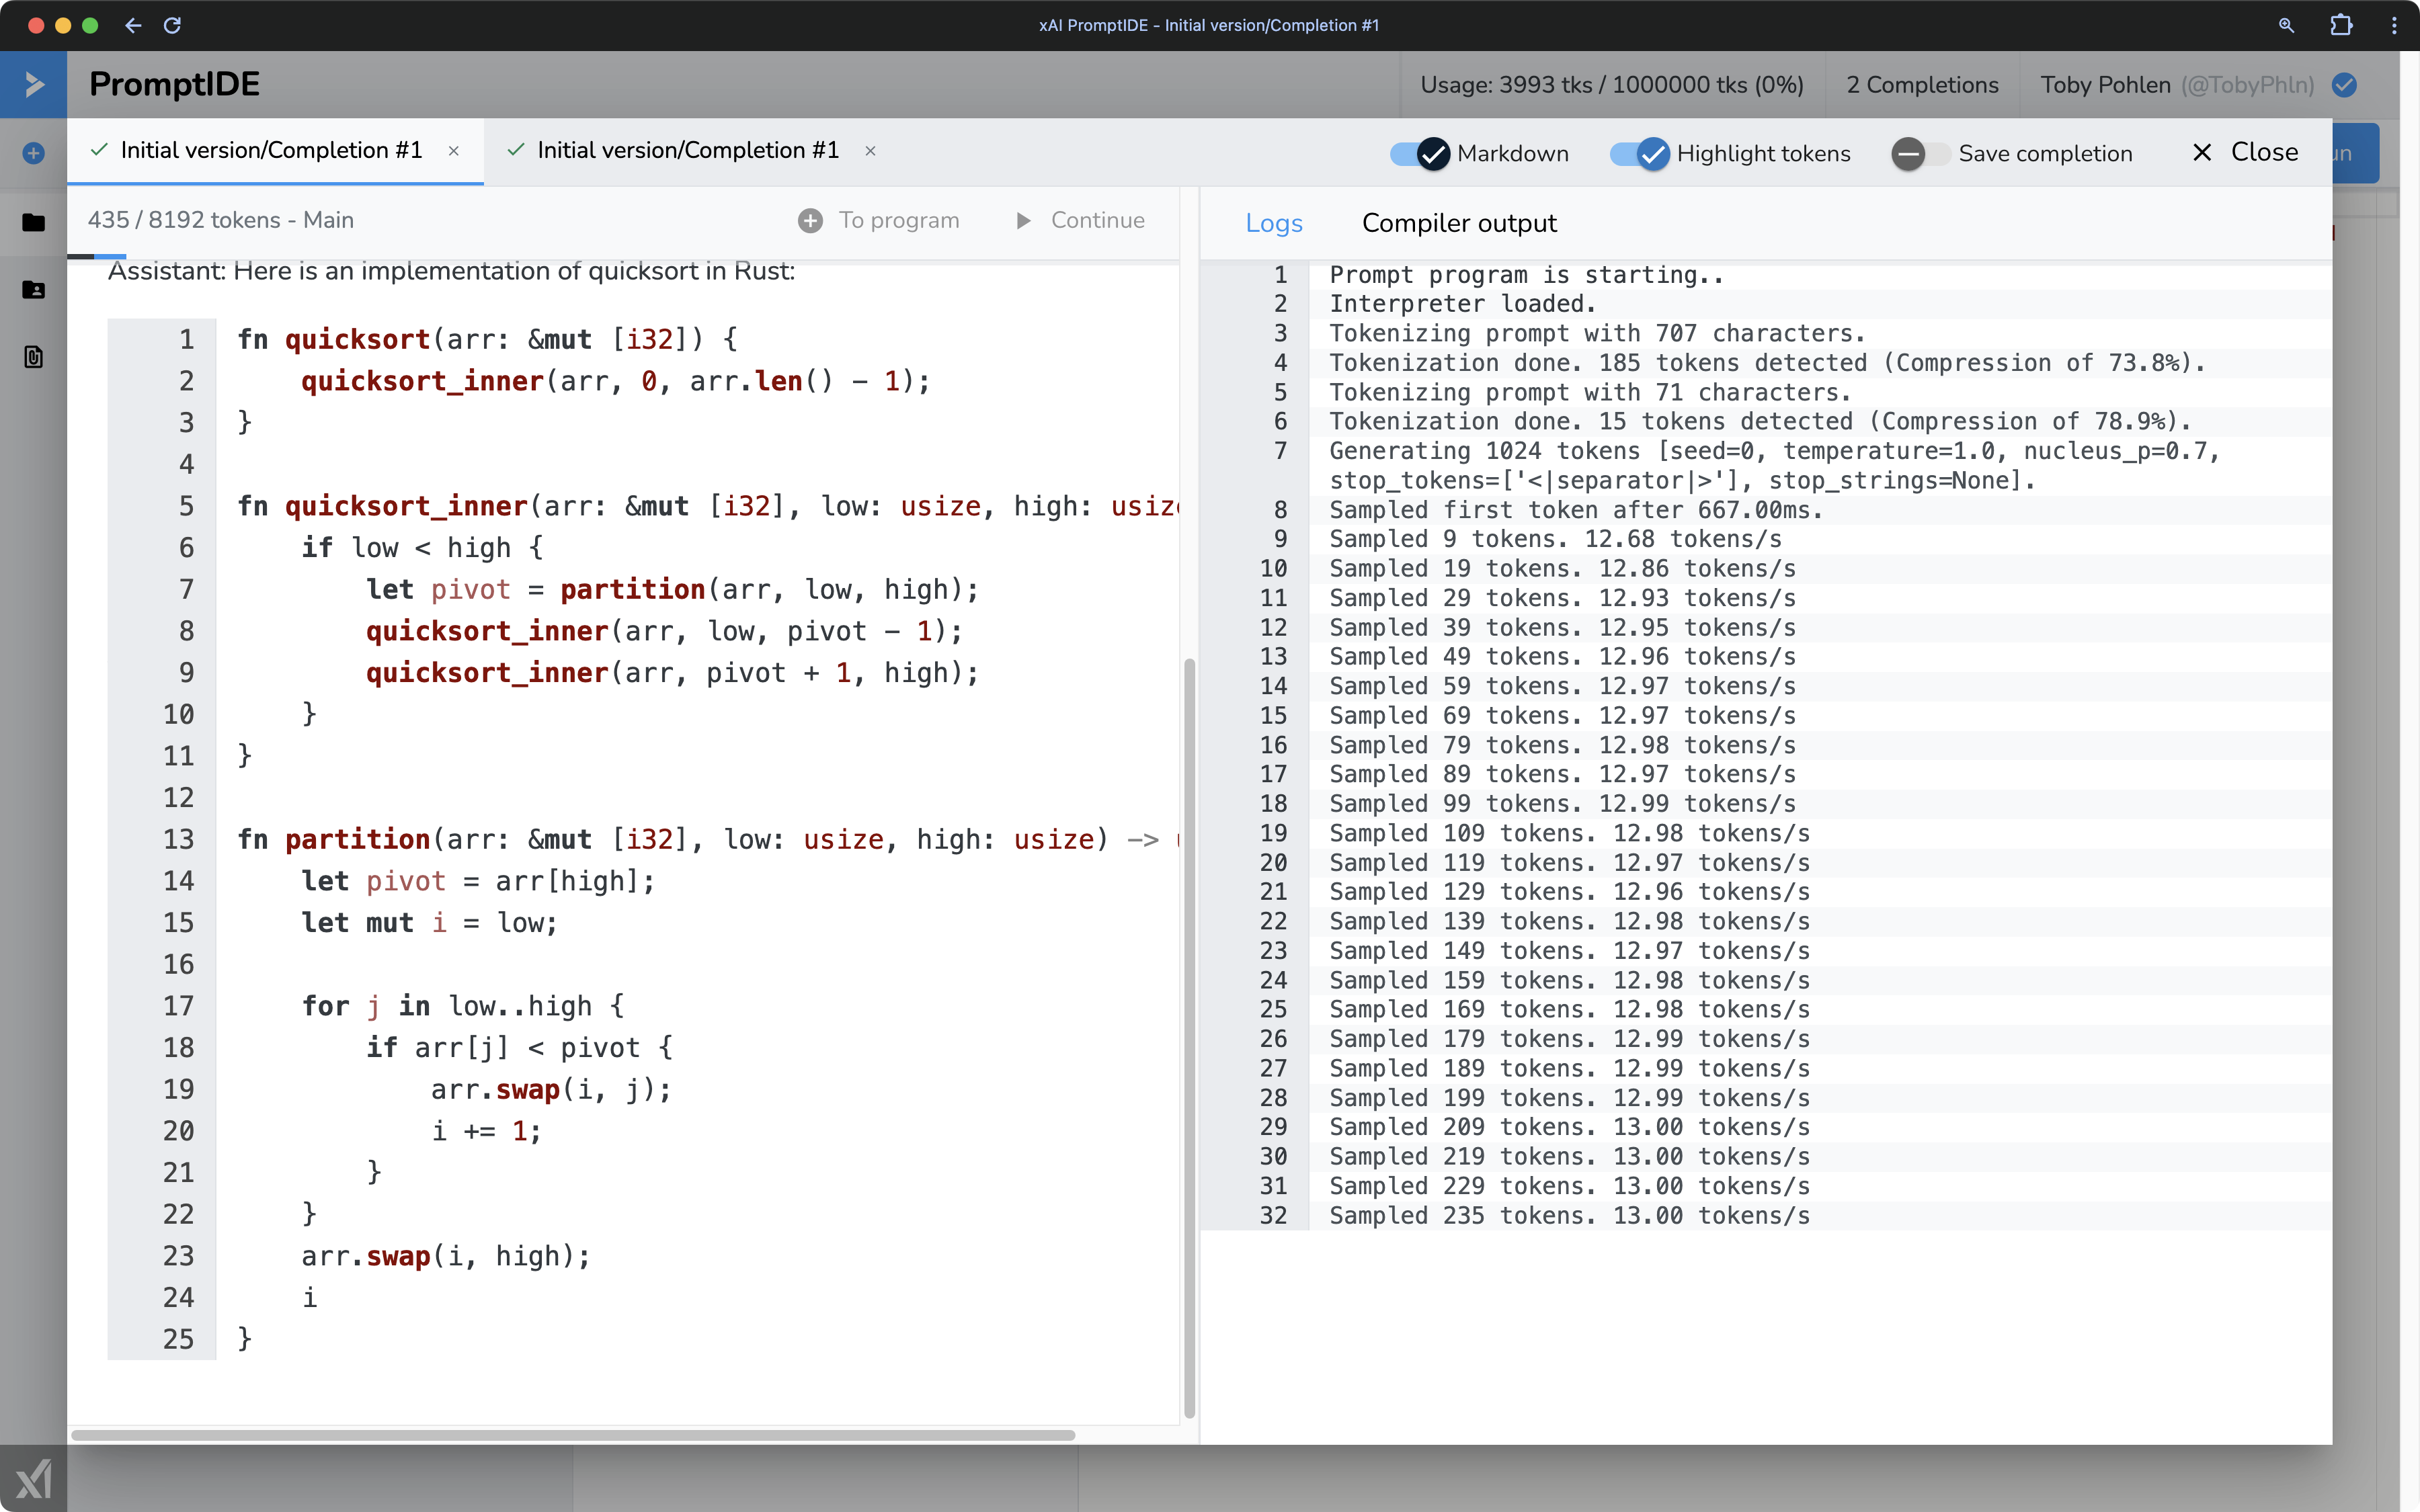 xAI PromptIDE - Initial version/Completion #1
PromptIDE
Usage: 3993 tks / 1000000 tks (0%)
2 Completions
Toby Pohlen (@TobyPhln)
Initial version/Completion #1
Initial version/Completion #1
Markdown
Highlight tokens
Save completion
Close
435 / 8192 tokens - Main
To program
Continue
Assistant: Here is an implementation of quicksort in Rust:
1 fn quicksort(arr: &mut [i32]) {
2 quicksort_inner(arr, 0, arr.len() - 1);
3 }
4
5 fn quicksort_inner(arr: &mut [i32], low: usize, high: usize
6 if low < high {
7 let pivot = partition(arr, low, high);
8 quicksort_inner(arr, low, pivot - 1);
9 quicksort_inner(arr, pivot + 1, high);
10 }
11 }
12
13 fn partition(arr: &mut [i32], low: usize, high: usize) ->
14 let pivot = arr[high];
15 let mut i = low;
16
17 for j in low..high {
18 if arr[j] < pivot {
19 arr.swap(i, j);
20 i += 1;
21 }
22 }
23 arr.swap(i, high);
24 i
25 }
Logs
Compiler output
1 Prompt program is starting..
2 Interpreter loaded.
3 Tokenizing prompt with 707 characters.
4 Tokenization done. 185 tokens detected (Compression of 73.8%).
5 Tokenizing prompt with 71 characters.
6 Tokenization done. 15 tokens detected (Compression of 78.9%).
7 Generating 1024 tokens [seed=0, temperature=1.0, nucleus_p=0.7,
stop_tokens=['<|separator|>'], stop_strings=None].
8 Sampled first token after 667.00ms.
9 Sampled 9 tokens. 12.68 tokens/s
10 Sampled 19 tokens. 12.86 tokens/s
11 Sampled 29 tokens. 12.93 tokens/s
12 Sampled 39 tokens. 12.95 tokens/s
13 Sampled 49 tokens. 12.96 tokens/s
14 Sampled 59 tokens. 12.97 tokens/s
15 Sampled 69 tokens. 12.97 tokens/s
16 Sampled 79 tokens. 12.98 tokens/s
17 Sampled 89 tokens. 12.97 tokens/s
18 Sampled 99 tokens. 12.99 tokens/s
19 Sampled 109 tokens. 12.98 tokens/s
20 Sampled 119 tokens. 12.97 tokens/s
21 Sampled 129 tokens. 12.96 tokens/s
22 Sampled 139 tokens. 12.98 tokens/s
23 Sampled 149 tokens. 12.97 tokens/s
24 Sampled 159 tokens. 12.98 tokens/s
25 Sampled 169 tokens. 12.98 tokens/s
26 Sampled 179 tokens. 12.99 tokens/s
27 Sampled 189 tokens. 12.99 tokens/s
28 Sampled 199 tokens. 12.99 tokens/s
29 Sampled 209 tokens. 13.00 tokens/s
30 Sampled 219 tokens. 13.00 tokens/s
31 Sampled 229 tokens. 13.00 tokens/s
32 Sampled 235 tokens. 13.00 tokens/s